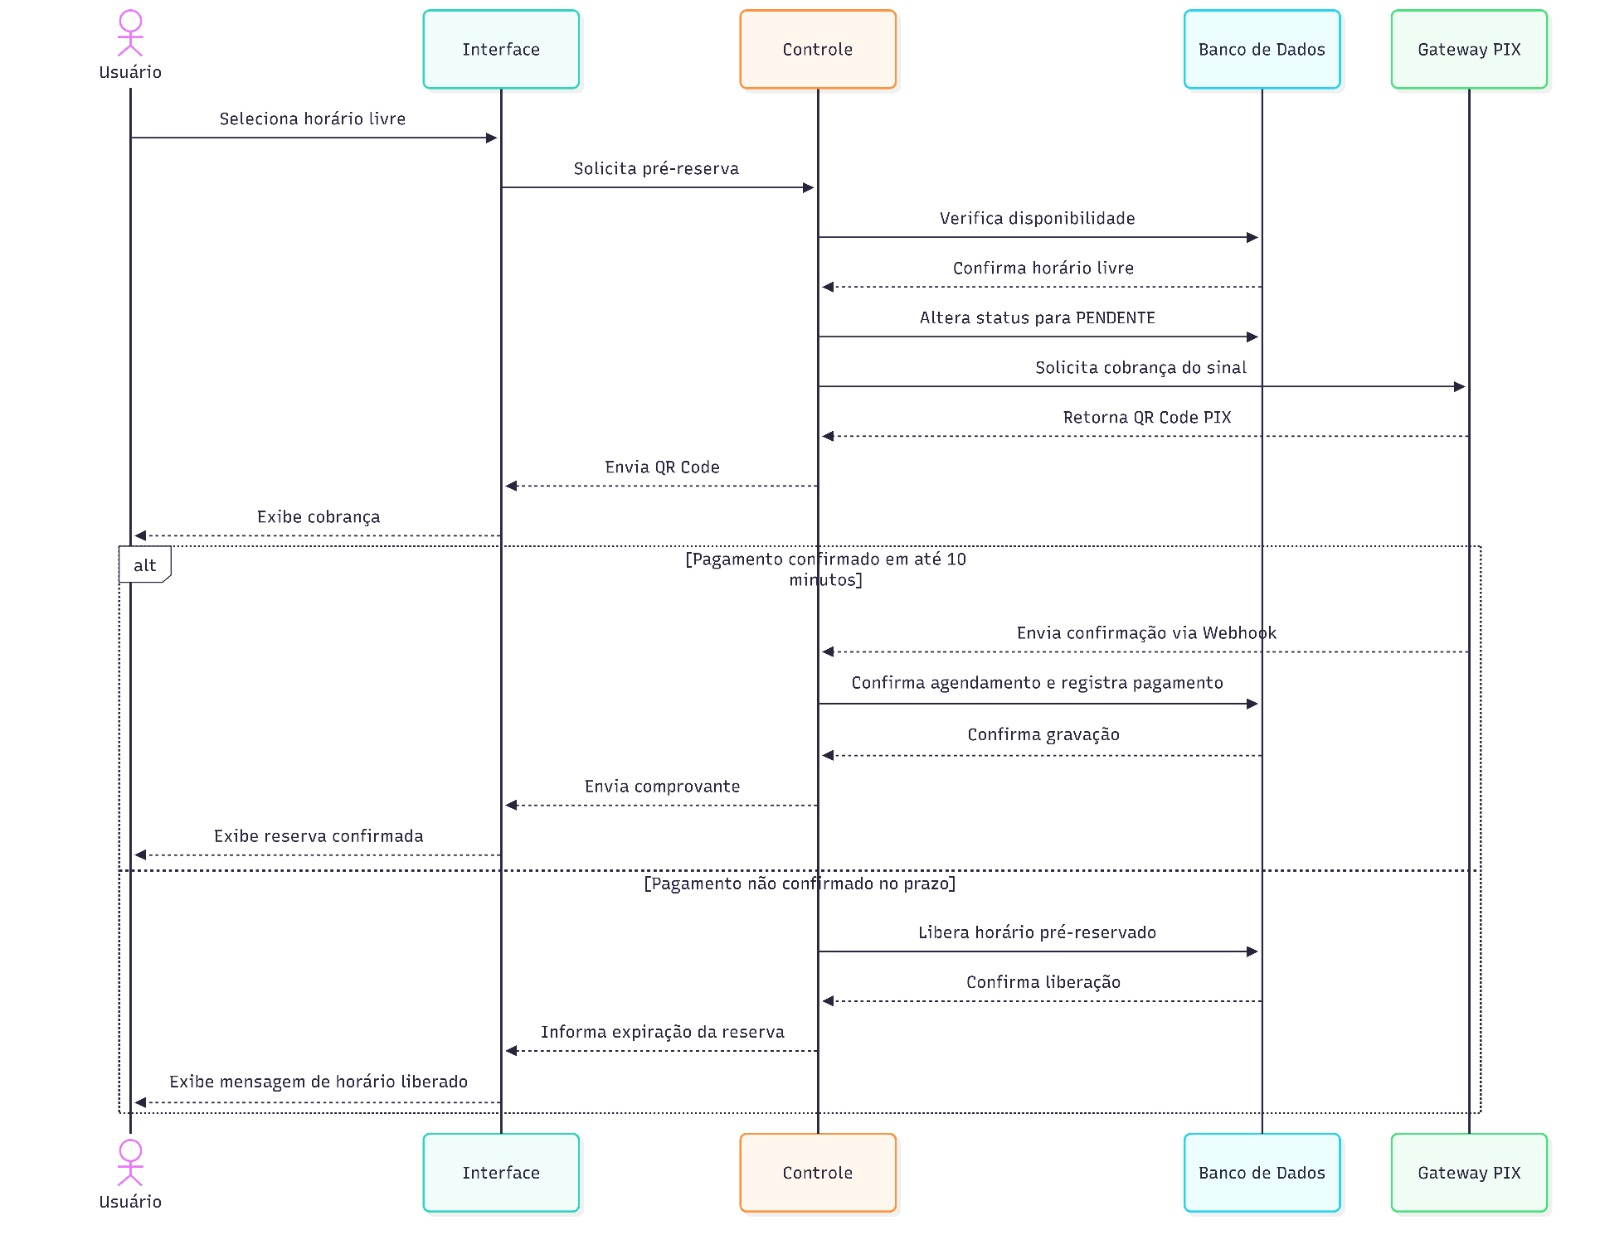 Usuário
Interface
Controle
Banco de Dados
Gateway PIX
Seleciona horário livre
Solicita pré-reserva
Verifica disponibilidade
Confirma horário livre
Altera status para PENDENTE
Solicita cobrança do sinal
Retorna QR Code PIX
Envia QR Code
Exibe cobrança
alt
[Pagamento confirmado em até 10
minutos]
Envia confirmação via Webhook
Confirma agendamento e registra pagamento
Confirma gravação
Envia comprovante
Exibe reserva confirmada
[Pagamento não confirmado no prazo]
Libera horário pré-reservado
Confirma liberação
Informa expiração da reserva
Exibe mensagem de horário liberado
Usuário
Interface
Controle
Banco de Dados
Gateway PIX